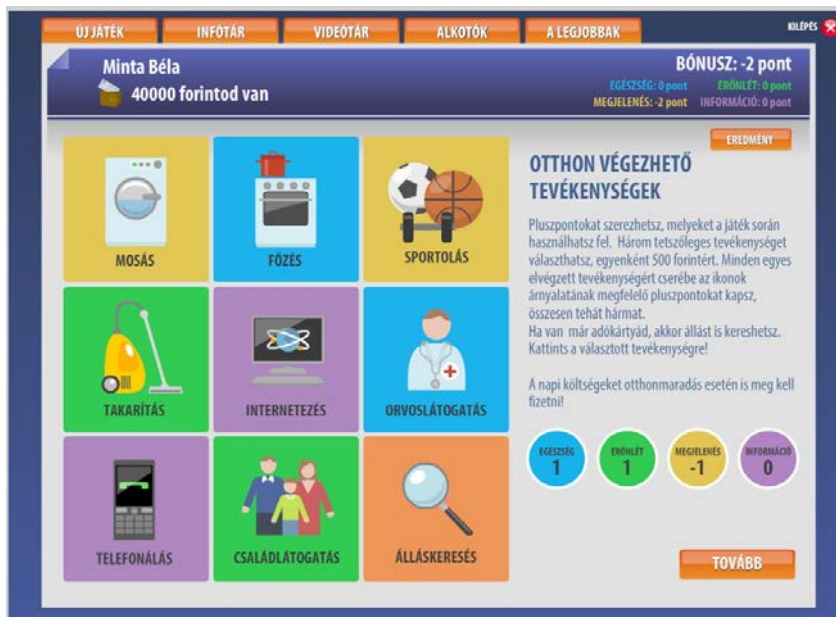 ÚJ JÁTÉK
INFÓTÁR
VIDEÓTÁR
ALKOTÓK
A LEGJOBBAK
KILÉPÉS
Minta Béla
40000 forintod van
BÓNUSZ: -2 pont
EGÉSZSÉG: 0 pont
ERŐNLÉT: 0 pont
MEGJELENÉS: -2 pont
INFORMÁCIÓ: 0 pont
EREDMÉNY
MOSÁS
FŐZÉS
SPORTOLÁS
TAKARÍTÁS
INTERNETEZÉS
ORVOSLÁTOGATÁS
TELEFONÁLÁS
CSALÁDLÁTOGATÁS
ÁLLÁSKERESÉS
OTTHON VÉGEZHETŐ
TEVÉKENYSÉGEK
Pluszpontokat szerezhetsz, melyeket a játék során
használhatsz fel. Három tetszőleges tevékenységet
választhatsz, egyenként 500 forintért. Minden egyes
elvégzett tevékenységért cserébe az ikonok
árnyalatának megfelelő pluszpontokat kapsz,
összesen tehát hármat.
Ha van már adókártyád, akkor állást is kereshetsz.
Kattints a választott tevékenységre!
A napi költségeket otthonmaradás esetén is meg kell
fizetni!
EGÉSZSÉG
1
ERŐNLÉT
1
MEGJELENÉS
-1
INFORMÁCIÓ
0
TOVÁBB